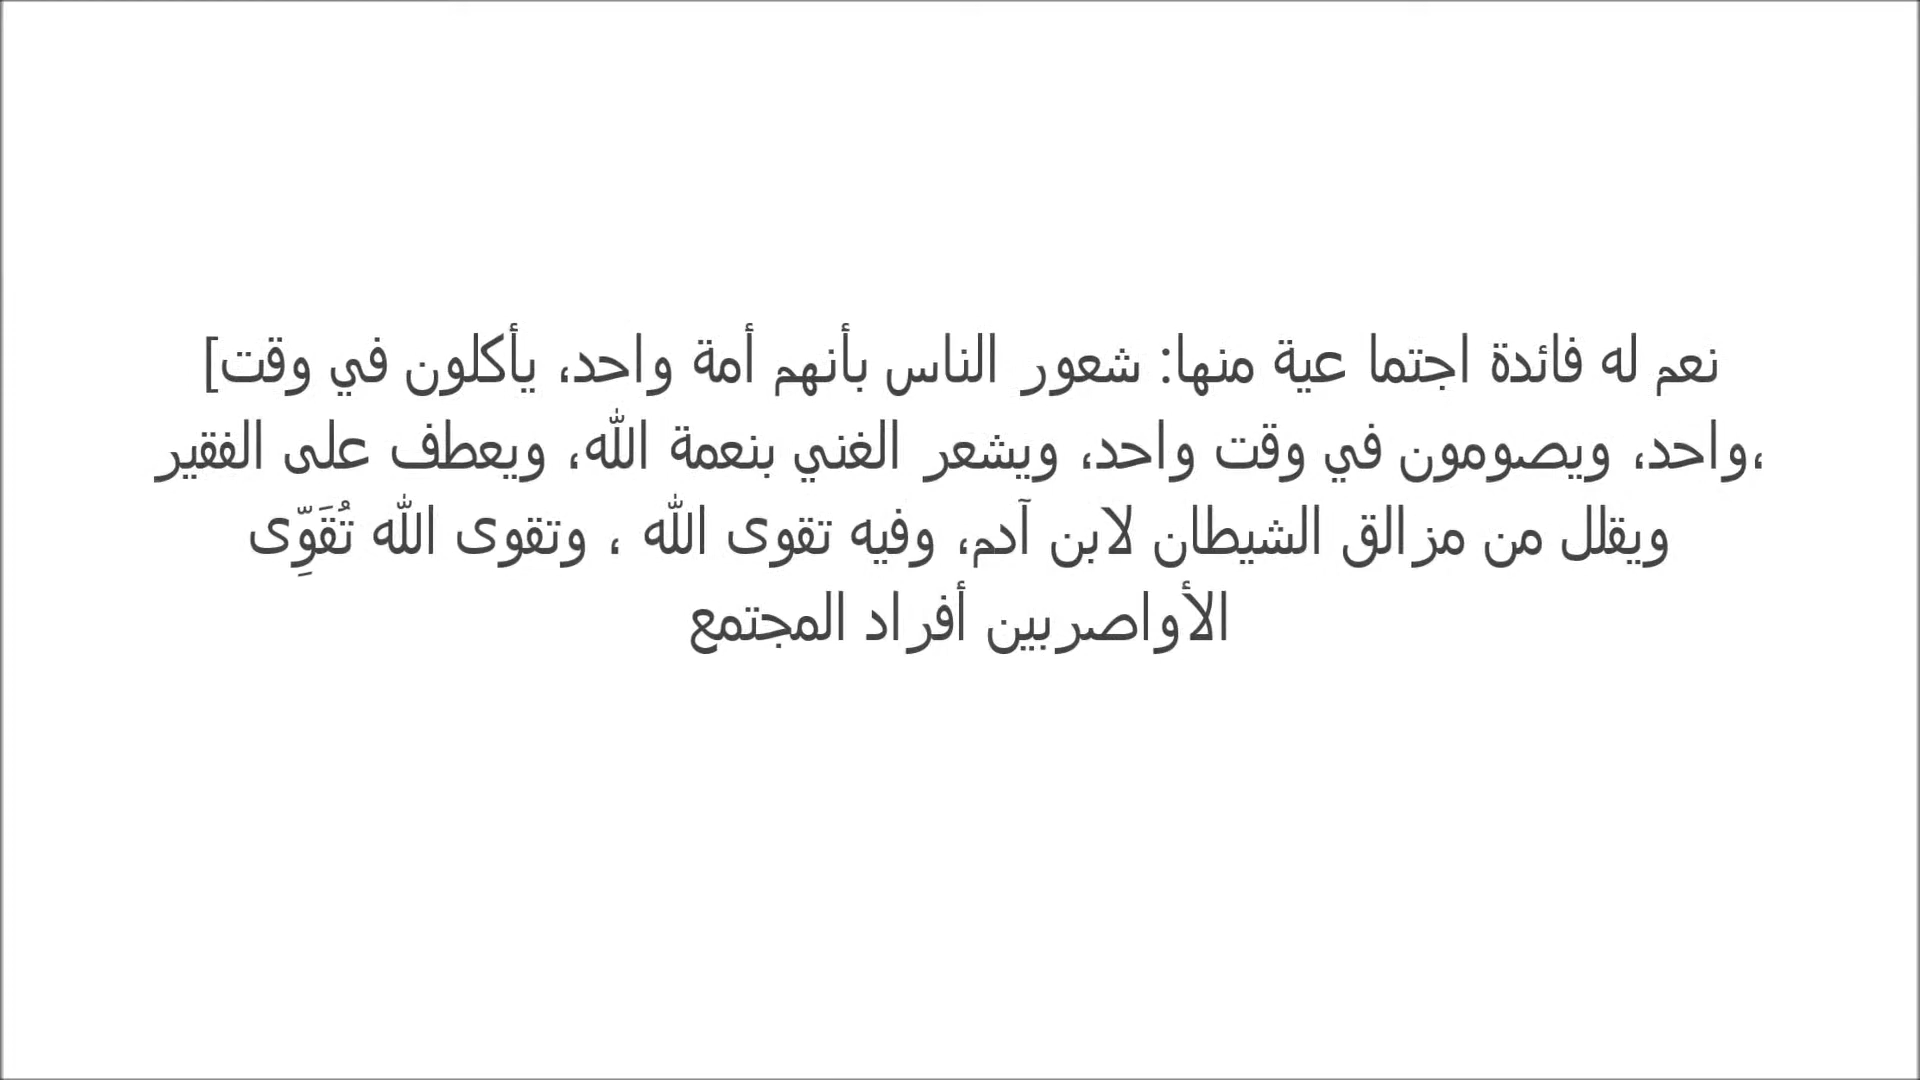 نعم له فائدة اجتما عية منها: شعور الناس بأنهم أمة واحد، يأكلون في وقت]
،واحد، ويصومون في وقت واحد، ويشعر الغني بنعمة الله، ويعطف على الفقير
ويقلل من مزالق الشيطان لابن آدم، وفيه تقوى الله ، وتقوى الله تُقَوِّى
الأواصربين أفراد المجتمع